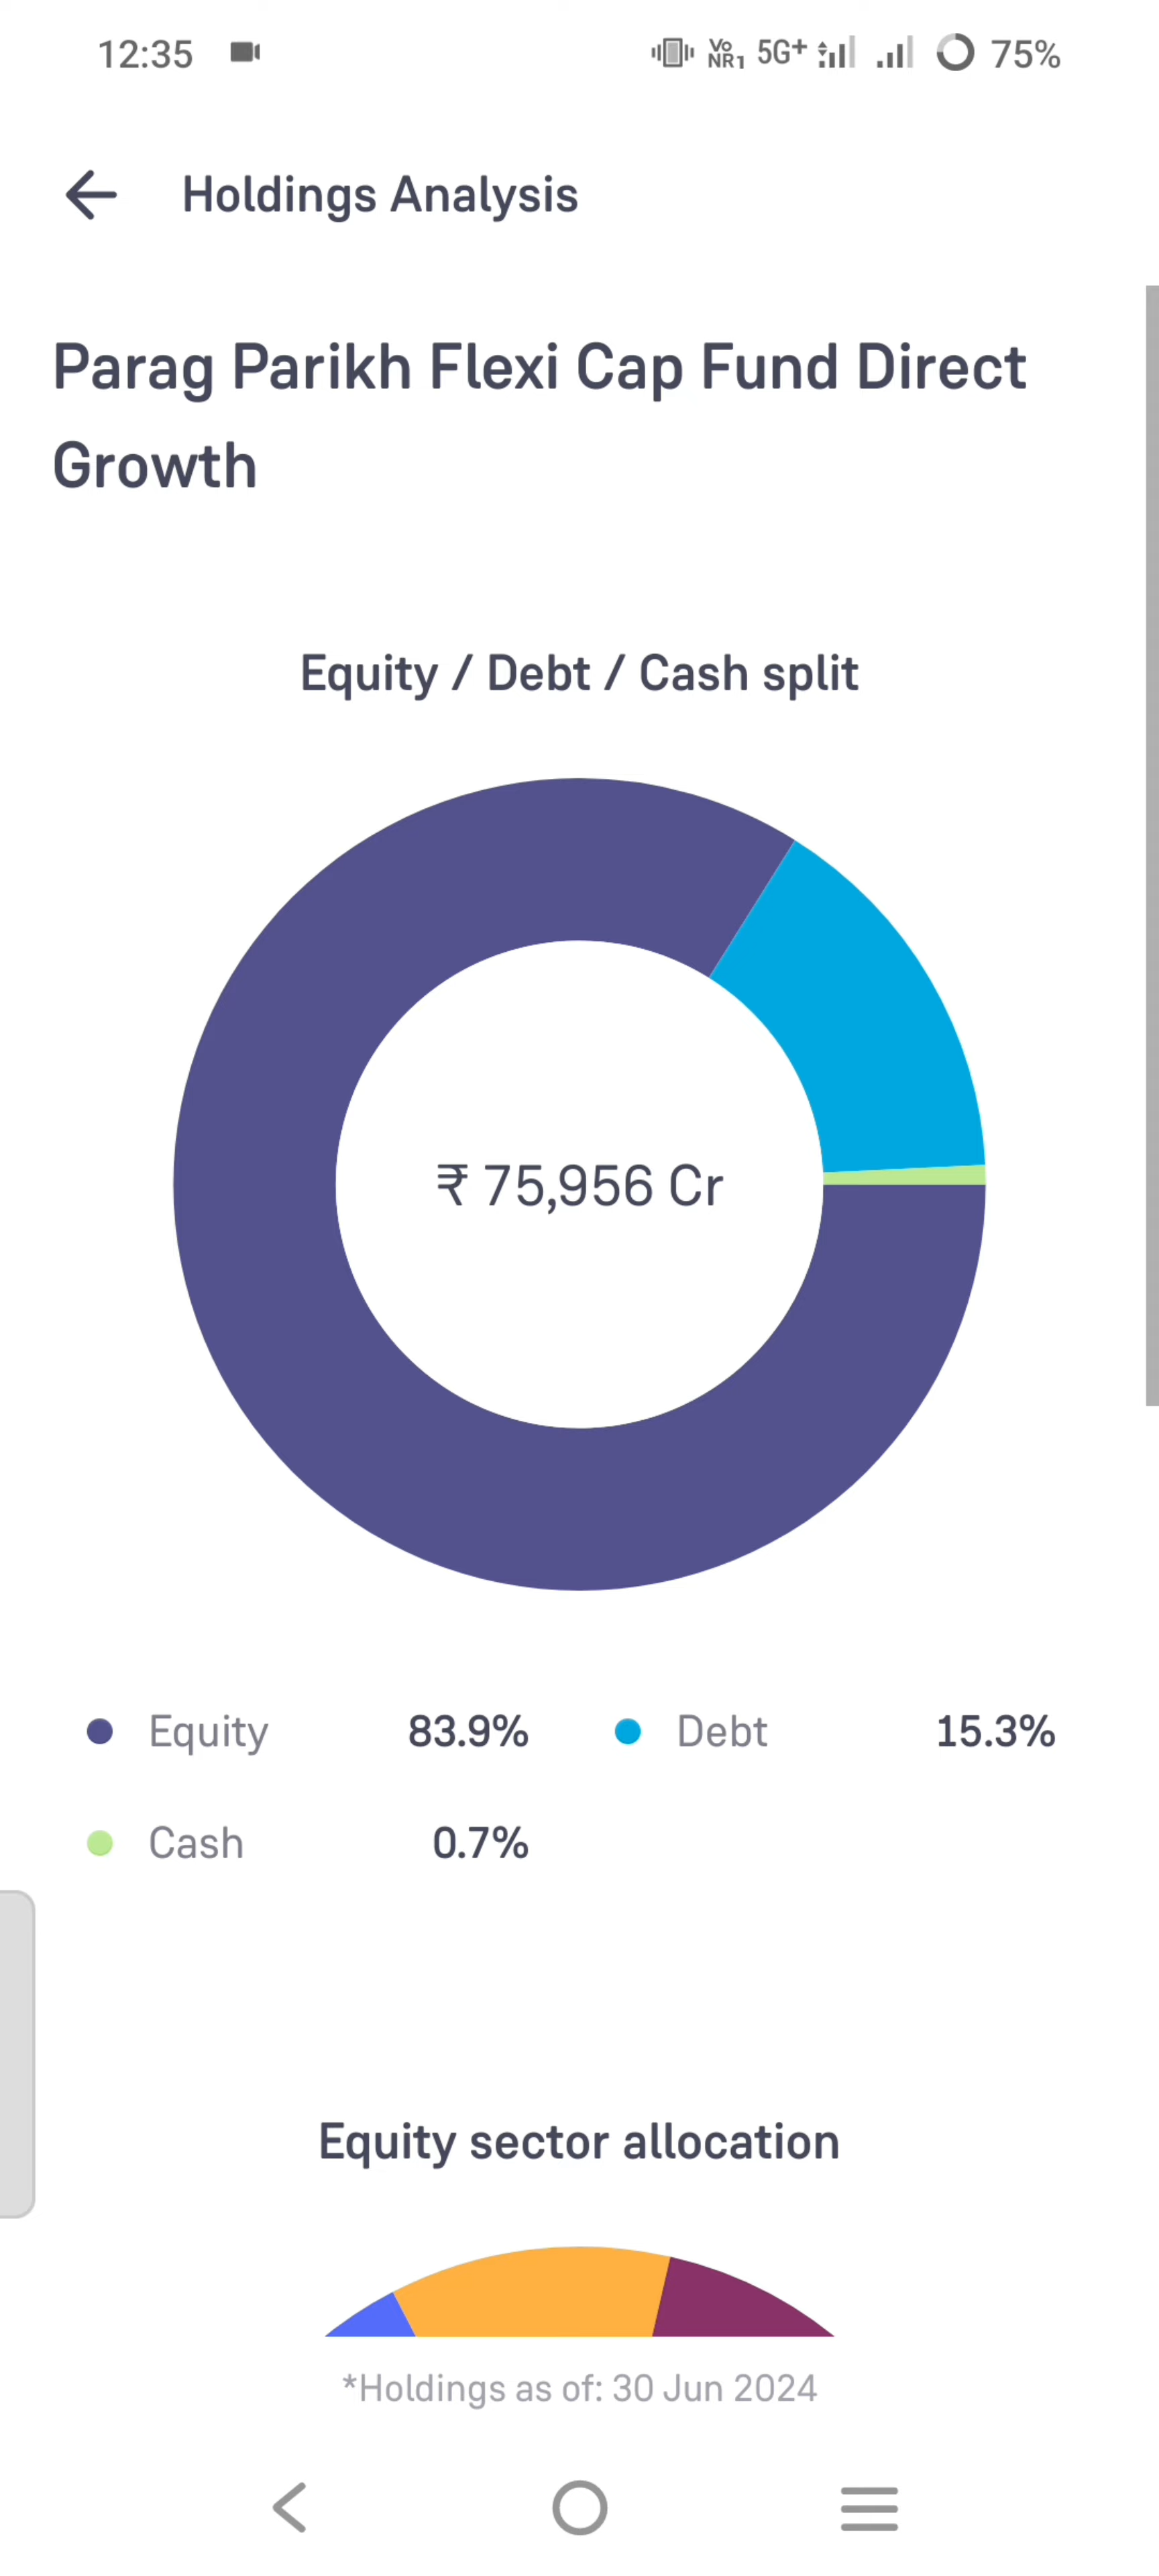 12:35 Vo NR1 5G+ 75%
Holdings Analysis
Parag Parikh Flexi Cap Fund Direct
Growth
Equity / Debt / Cash split
₹ 75,956 Cr
Equity 83.9% Debt 15.3%
Cash 0.7%
Equity sector allocation
*Holdings as of: 30 Jun 2024